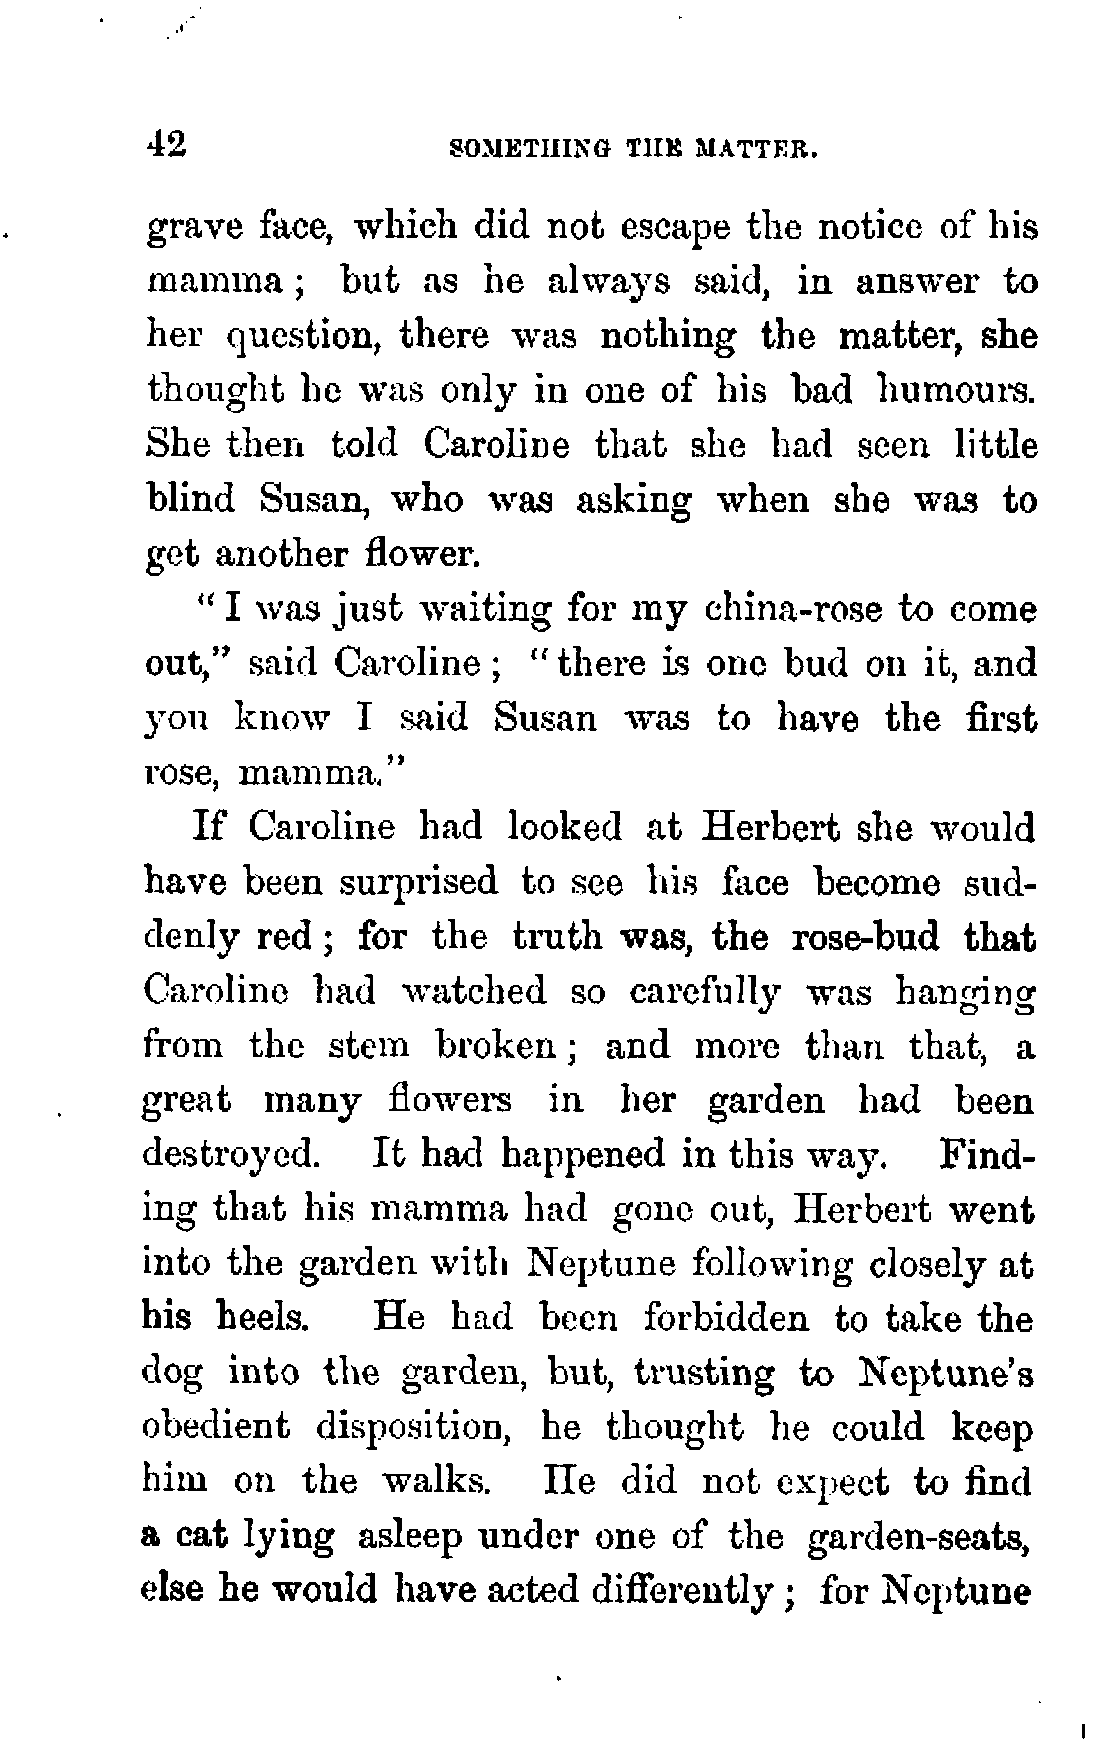 42 SOMETHING THE MATTER.
grave face, which did not escape the notice of his
mamma ; but as he always said, in answer to
her question, there was nothing the matter, she
thought he was only in one of his bad humours.
She then told Caroline that she had seen little
blind Susan, who was asking when she was to
get another flower.
“ I was just waiting for my china-rose to come
out,” said Caroline ; “ there is one bud on it, and
you know I said Susan was to have the first
rose, mamma.”
If Caroline had looked at Herbert she would
have been surprised to see his face become sud-
denly red ; for the truth was, the rose-bud that
Caroline had watched so carefully was hanging
from the stem broken ; and more than that, a
great many flowers in her garden had been
destroyed. It had happened in this way. Find-
ing that his mamma had gone out, Herbert went
into the garden with Neptune following closely at
his heels. He had been forbidden to take the
dog into the garden, but, trusting to Neptune’s
obedient disposition, he thought he could keep
him on the walks. He did not expect to find
a cat lying asleep under one of the garden-seats,
else he would have acted differently ; for Neptune